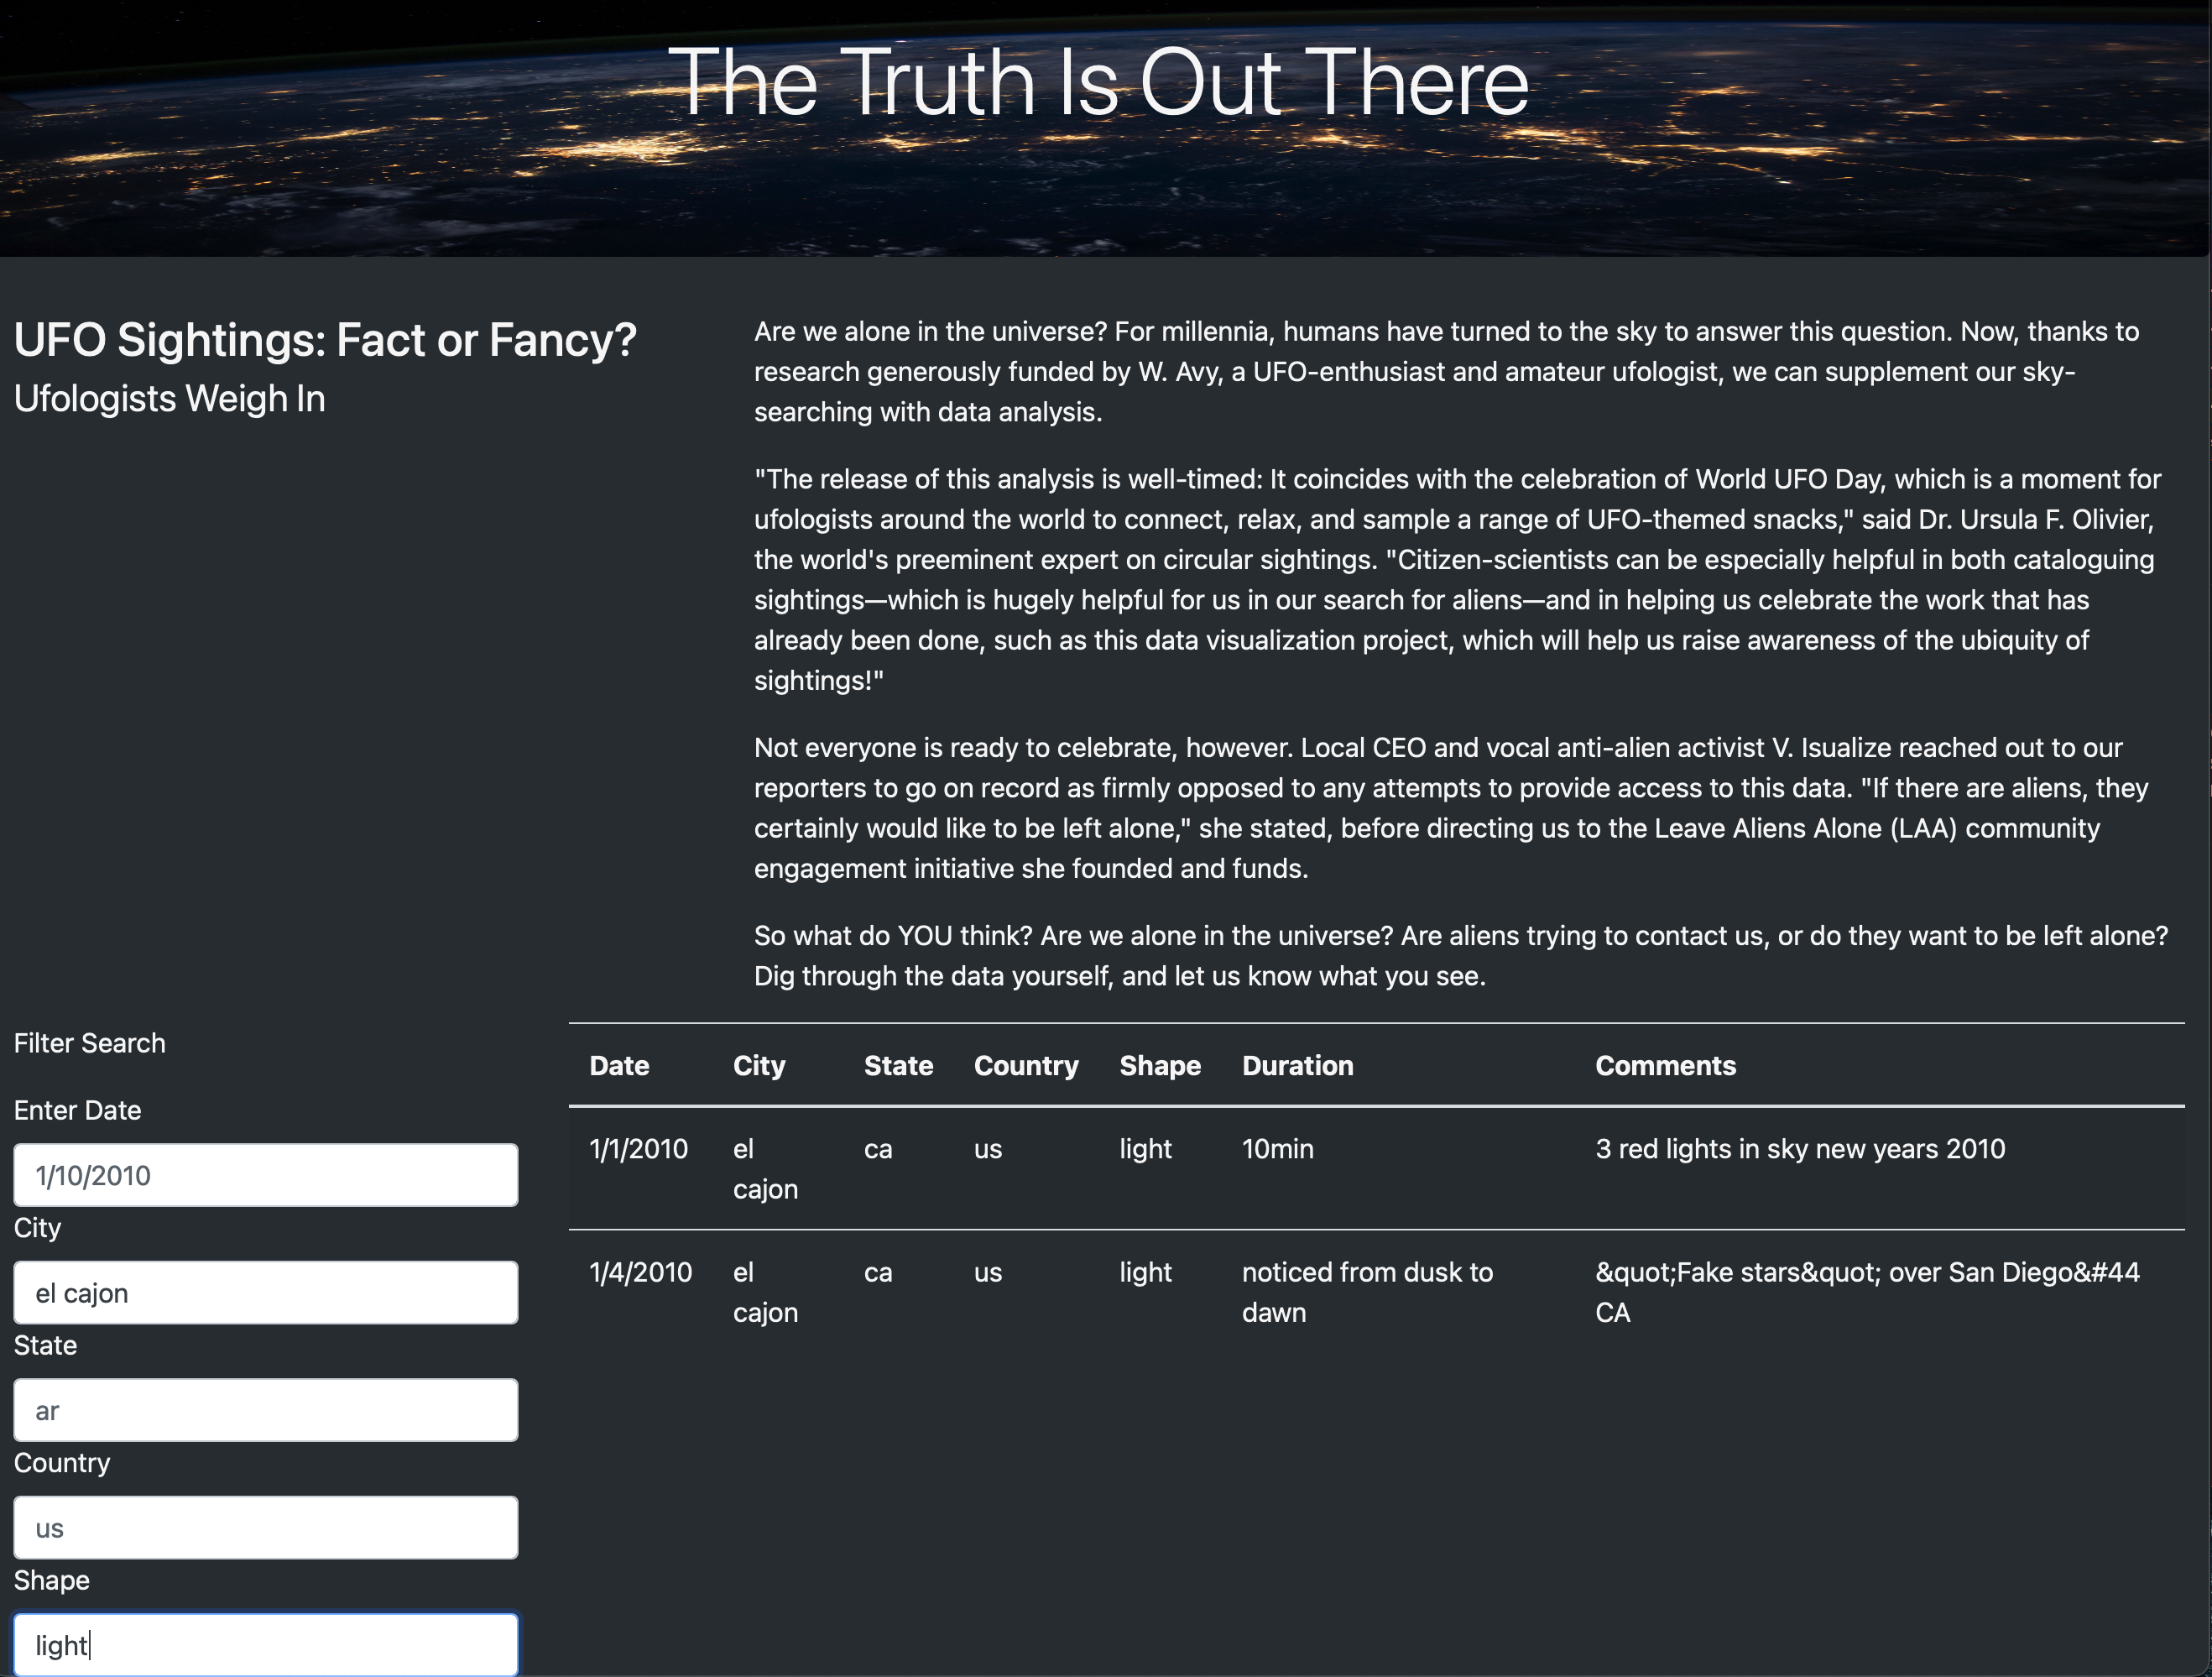 The Truth Is Out There
UFO Sightings: Fact or Fancy?
Ufologists Weigh In
Are we alone in the universe? For millennia, humans have turned to the sky to answer this question. Now, thanks to
research generously funded by W. Avy, a UFO-enthusiast and amateur ufologist, we can supplement our sky-
searching with data analysis.
"The release of this analysis is well-timed: It coincides with the celebration of World UFO Day, which is a moment for
ufologists around the world to connect, relax, and sample a range of UFO-themed snacks," said Dr. Ursula F. Olivier,
the world's preeminent expert on circular sightings. "Citizen-scientists can be especially helpful in both cataloguing
sightings—which is hugely helpful for us in our search for aliens—and in helping us celebrate the work that has
already been done, such as this data visualization project, which will help us raise awareness of the ubiquity of
sightings!"
Not everyone is ready to celebrate, however. Local CEO and vocal anti-alien activist V. Isualize reached out to our
reporters to go on record as firmly opposed to any attempts to provide access to this data. "If there are aliens, they
certainly would like to be left alone," she stated, before directing us to the Leave Aliens Alone (LAA) community
engagement initiative she founded and funds.
So what do YOU think? Are we alone in the universe? Are aliens trying to contact us, or do they want to be left alone?
Dig through the data yourself, and let us know what you see.
Filter Search
Enter Date
1/10/2010
City
el cajon
State
ar
Country
us
Shape
light
Date City State Country Shape Duration Comments
1/1/2010 el ca us light 10min 3 red lights in sky new years 2010
cajon
1/4/2010 el ca us light noticed from dusk to &amp;quot;Fake stars&amp;quot; over San Diego&amp;#44
cajon dawn CA